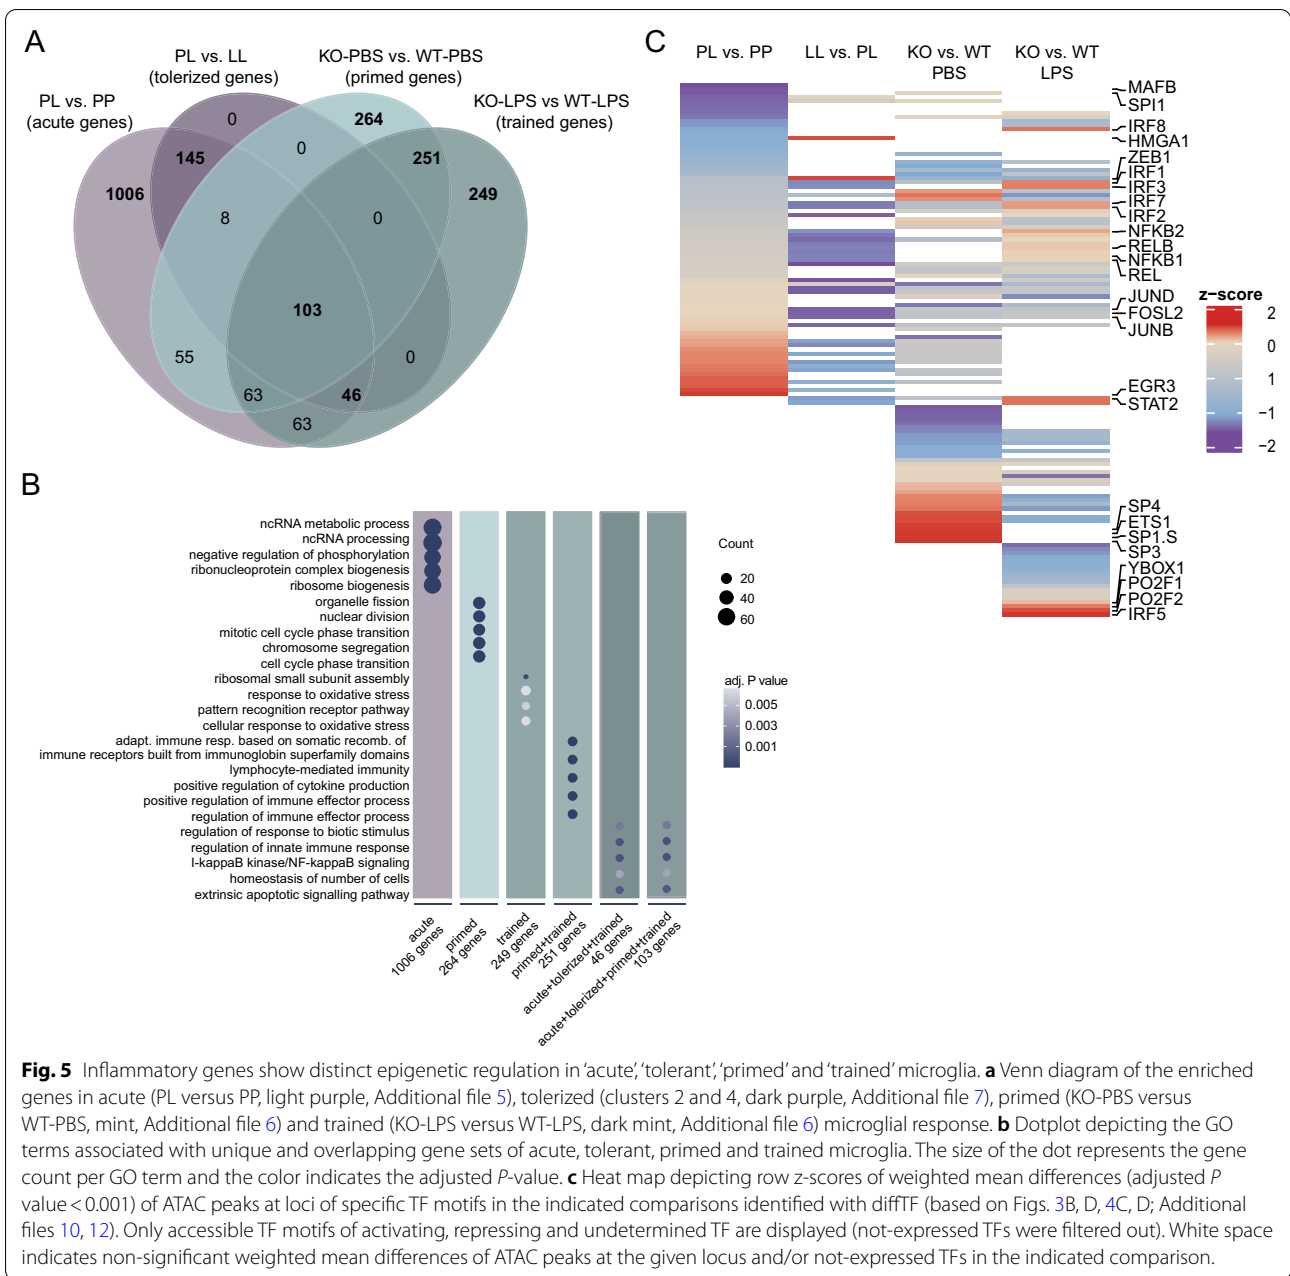 A
PL vs. LL
(tolerized genes)
KO-PBS vs. WT-PBS
(primed genes)
PL vs. PP
(acute genes)
KO-LPS vs WT-LPS
(trained genes)
0
264
145
0
251
1006
249
8
0
103
55
0
63
46
63
B
ncRNA metabolic process
ncRNA processing
negative regulation of phosphorylation
ribonucleoprotein complex biogenesis
ribosome biogenesis
organelle fission
nuclear division
mitotic cell cycle phase transition
chromosome segregation
cell cycle phase transition
ribosomal small subunit assembly
response to oxidative stress
pattern recognition receptor pathway
cellular response to oxidative stress
adapt. immune resp. based on somatic recomb. of
immune receptors built from immunoglobin superfamily domains
lymphocyte-mediated immunity
positive regulation of cytokine production
positive regulation of immune effector process
regulation of immune effector process
regulation of response to biotic stimulus
regulation of innate immune response
I-kappaB kinase/NF-kappaB signaling
homeostasis of number of cells
extrinsic apoptotic signalling pathway
acute
1006 genes
primed
264 genes
trained
249 genes
primed+trained
251 genes
acute+tolerized+trained
46 genes
acute+tolerized+primed+trained
103 genes
Count
20
40
60
adj. P value
0.005
0.003
0.001
C
PL vs. PP
LL vs. PL
KO vs. WT
PBS
KO vs. WT
LPS
MAFB
SPI1
IRF8
HMGA1
ZEB1
IRF1
IRF3
IRF7
IRF2
NFKB2
RELB
NFKB1
REL
JUND
FOSL2
JUNB
EGR3
STAT2
SP4
ETS1
SP1.S
SP3
YBOX1
PO2F1
PO2F2
IRF5
z−score
2
0
1
−1
−2
Fig. 5 Inflammatory genes show distinct epigenetic regulation in ‘acute’, ‘tolerant’, ‘primed’ and ‘trained’ microglia. a Venn diagram of the enriched
genes in acute (PL versus PP, light purple, Additional file 5), tolerized (clusters 2 and 4, dark purple, Additional file 7), primed (KO-PBS versus
WT-PBS, mint, Additional file 6) and trained (KO-LPS versus WT-LPS, dark mint, Additional file 6) microglial response. b Dotplot depicting the GO
terms associated with unique and overlapping gene sets of acute, tolerant, primed and trained microglia. The size of the dot represents the gene
count per GO term and the color indicates the adjusted P-value. c Heat map depicting row z-scores of weighted mean differences (adjusted P
value < 0.001) of ATAC peaks at loci of specific TF motifs in the indicated comparisons identified with diffTF (based on Figs. 3B, D, 4C, D; Additional
files 10, 12). Only accessible TF motifs of activating, repressing and undetermined TF are displayed (not-expressed TFs were filtered out). White space
indicates non-significant weighted mean differences of ATAC peaks at the given locus and/or not-expressed TFs in the indicated comparison.